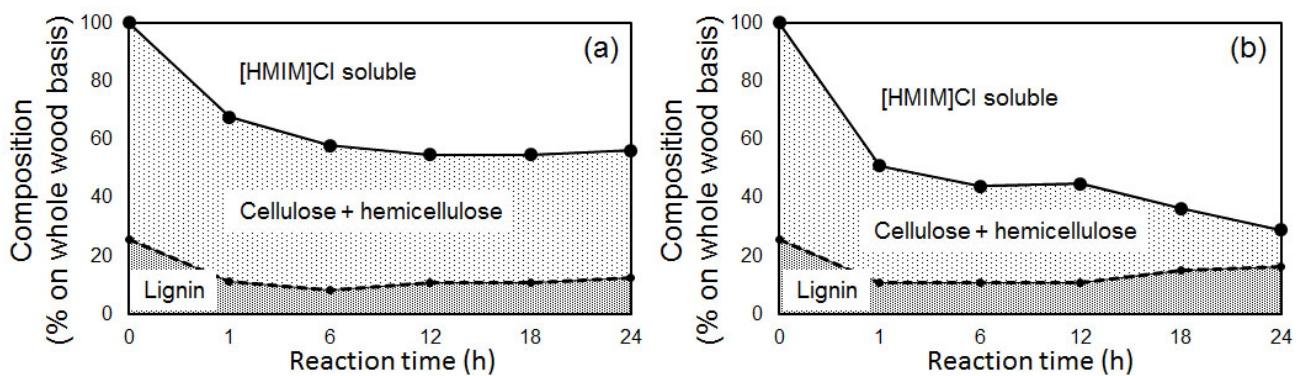 Composition
(% on whole wood basis)
100
80
60
40
20
0
(a)
[HMIM]Cl soluble
Cellulose + hemicellulose
Lignin
0 1 6 12 18 24
Reaction time (h)
Composition
(% on whole wood basis)
100
80
60
40
20
0
(b)
[HMIM]Cl soluble
Cellulose + hemicellulose
Lignin
0 1 6 12 18 24
Reaction time (h)